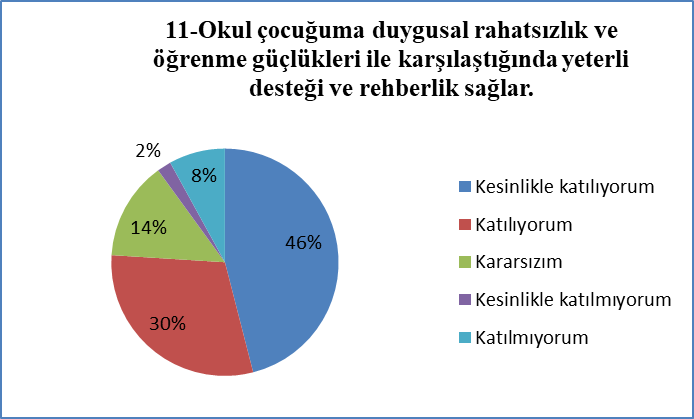 11-Okul çocuğuma duygusal rahatsızlık ve
öğrenme güçlükleri ile karşılaştığında yeterli
desteği ve rehberlik sağlar.
2%
8%
46%
14%
30%
Kesinlikle katılıyorum
Katılıyorum
Kararsızım
Kesinlikle katılmıyorum
Katılmıyorum